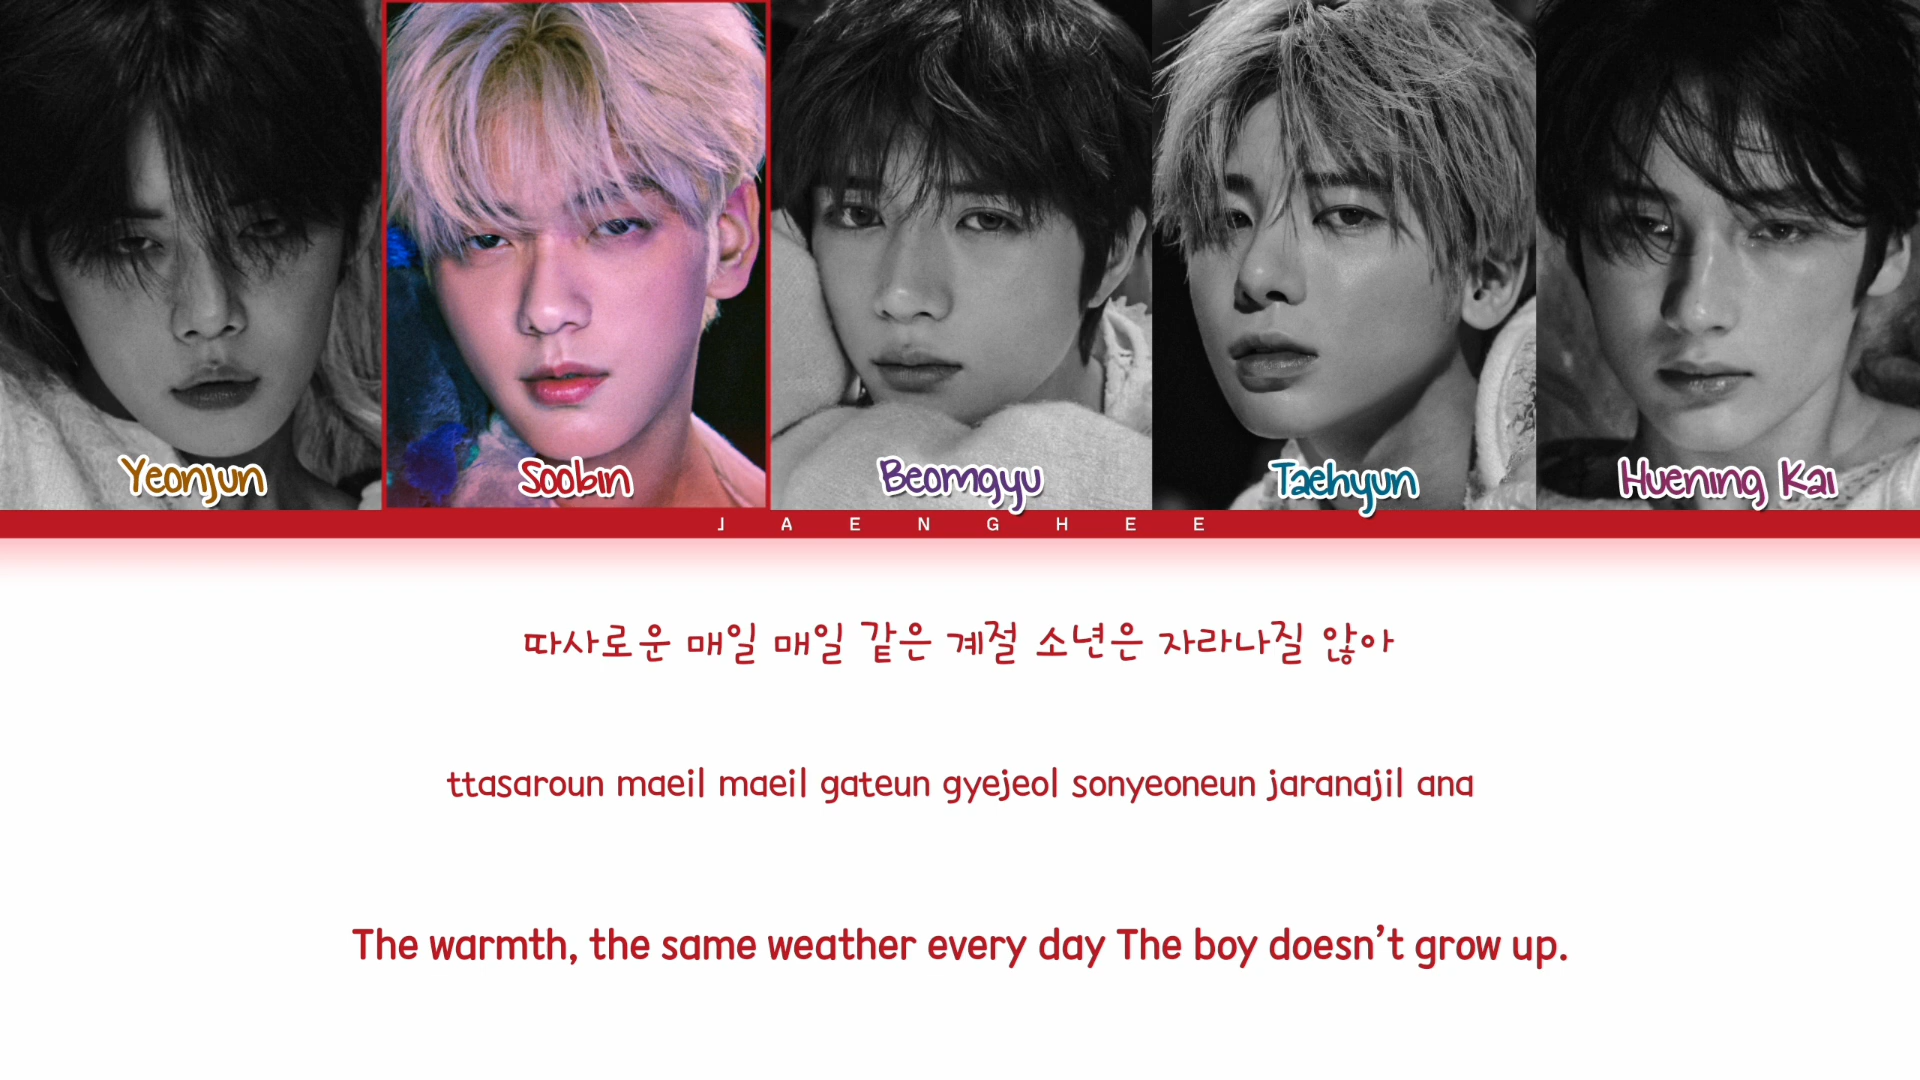 Yeonjun Soobin Beomgyu Taehyun Huening Kai
JAENGHEE
따사로운 매일 매일 같은 계절 소년은 자라나질 않아
ttasaroun maeil maeil gateun gyejeol sonyeoneun jaranajil ana
The warmth, the same weather every day The boy doesn’t grow up.